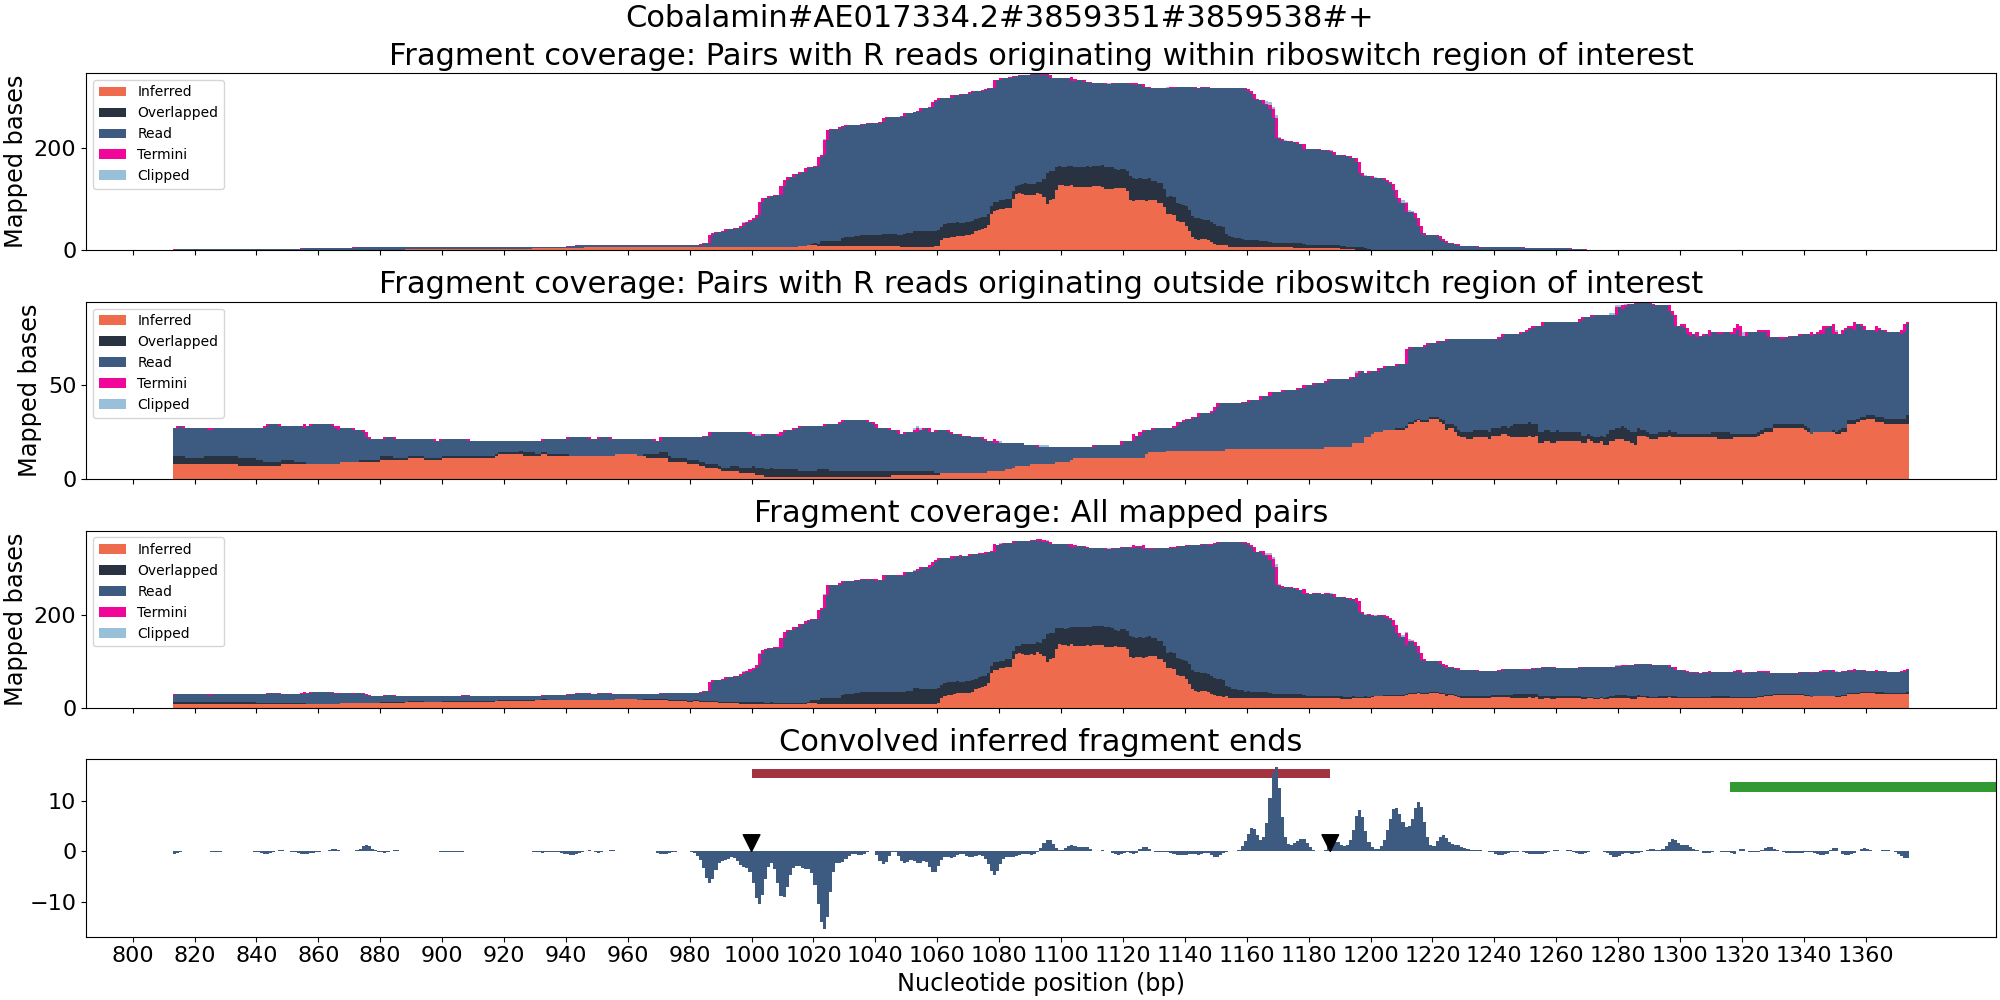 Cobalamin#AE017334.2#3859351#3859538#+
Fragment coverage: Pairs with R reads originating within riboswitch region of interest
Mapped bases
200
0
Inferred
Overlapped
Read
Termini
Clipped
Fragment coverage: Pairs with R reads originating outside riboswitch region of interest
Mapped bases
50
0
Inferred
Overlapped
Read
Termini
Clipped
Fragment coverage: All mapped pairs
Mapped bases
200
0
Inferred
Overlapped
Read
Termini
Clipped
Convolved inferred fragment ends
10
0
−10
800 820 840 860 880 900 920 940 960 980 1000 1020 1040 1060 1080 1100 1120 1140 1160 1180 1200 1220 1240 1260 1280 1300 1320 1340 1360
Nucleotide position (bp)